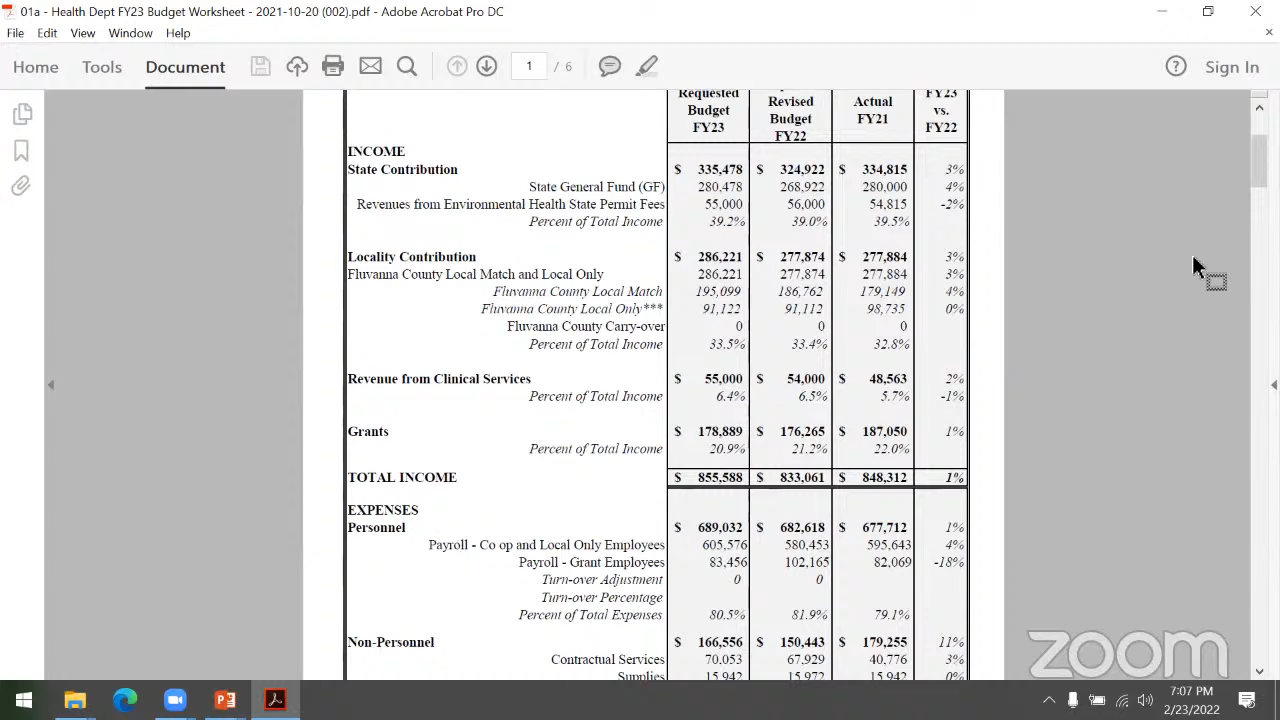 01a - Health Dept FY23 Budget Worksheet - 2021-10-20 (002).pdf - Adobe Acrobat Pro DC
File Edit View Window Help
Home Tools Document 1 / 6 Sign In
Requested Revised Actual FY23
Budget Budget FY21 vs.
FY23 FY22 FY22
INCOME
State Contribution $ 335,478 $ 324,922 $ 334,815 3%
State General Fund (GF) 280,478 268,922 280,000 4%
Revenues from Environmental Health State Permit Fees 55,000 56,000 54,815 -2%
Percent of Total Income 39.2% 39.0% 39.5%
Locality Contribution $ 286,221 $ 277,874 $ 277,884 3%
Fluvanna County Local Match and Local Only 286,221 277,874 277,884 3%
Fluvanna County Local Match 195,099 186,762 179,149 4%
Fluvanna County Local Only*** 91,122 91,112 98,735 0%
Fluvanna County Carry-over 0 0 0
Percent of Total Income 33.5% 33.4% 32.8%
Revenue from Clinical Services $ 55,000 $ 54,000 $ 48,563 2%
Percent of Total Income 6.4% 6.5% 5.7% -1%
Grants $ 178,889 $ 176,265 $ 187,050 1%
Percent of Total Income 20.9% 21.2% 22.0%
TOTAL INCOME $ 855,588 $ 833,061 $ 848,312 1%
EXPENSES
Personnel $ 689,032 $ 682,618 $ 677,712 1%
Payroll - Co op and Local Only Employees 605,576 580,453 595,643 4%
Payroll - Grant Employees 83,456 102,165 82,069 -18%
Turn-over Adjustment 0 0
Turn-over Percentage
Percent of Total Expenses 80.5% 81.9% 79.1%
Non-Personnel $ 166,556 $ 150,443 $ 179,255 11%
Contractual Services 70,053 67,929 40,776 3%
Supplies 15,942 15,972 15,942 0%
zoom
7:07 PM
2/23/2022